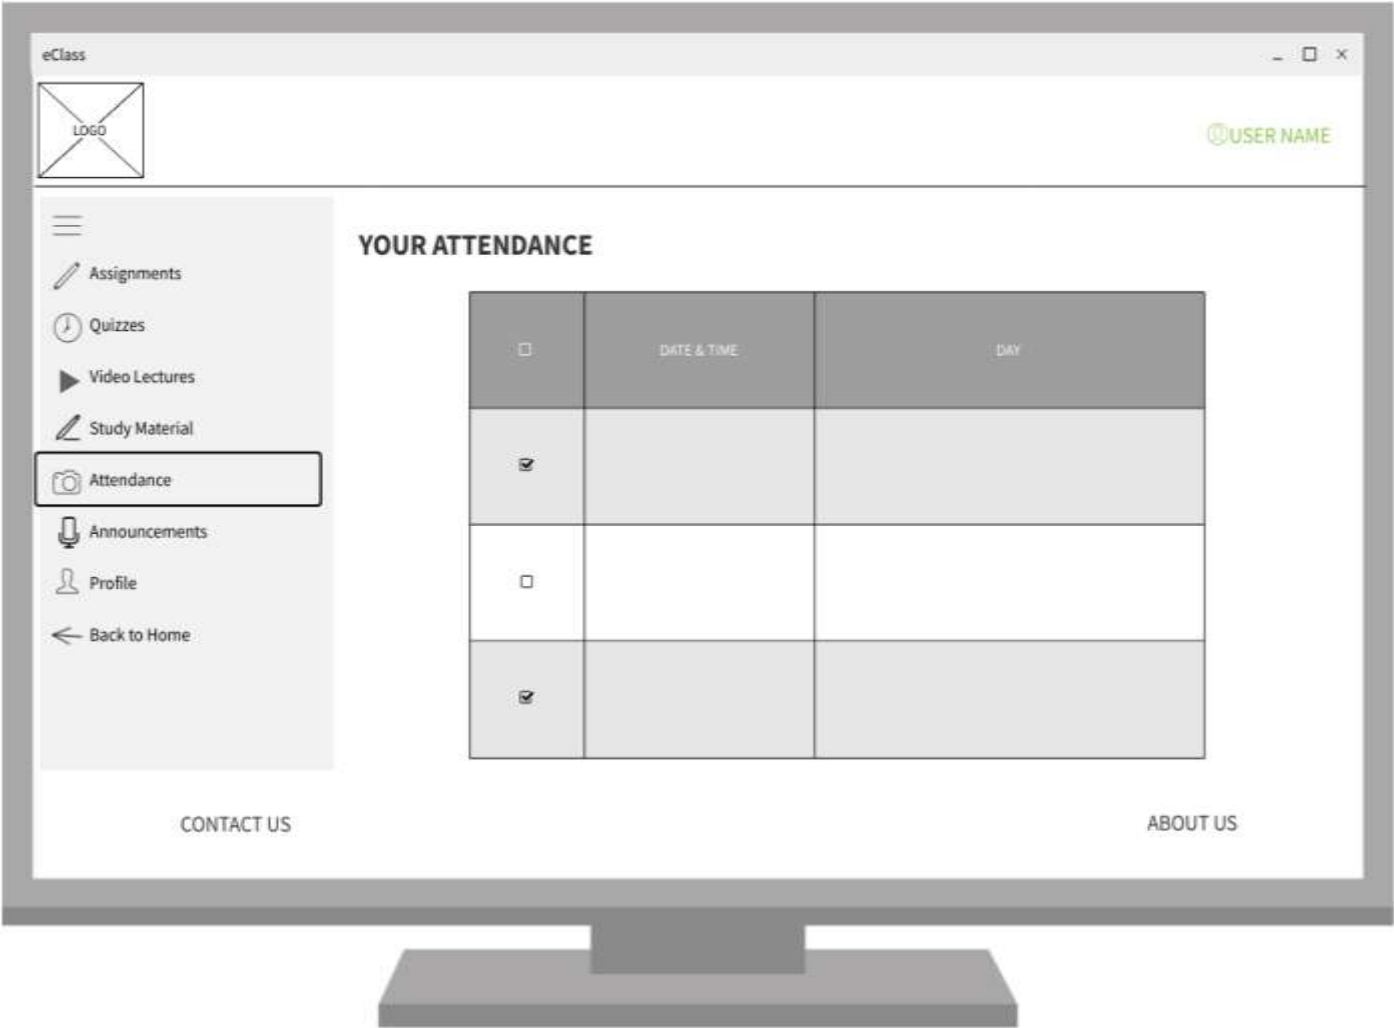 eClass
LOGO
USER NAME
Assignments
Quizzes
Video Lectures
Study Material
Attendance
Announcements
Profile
Back to Home
YOUR ATTENDANCE
DATE & TIME
DAY
CONTACT US
ABOUT US